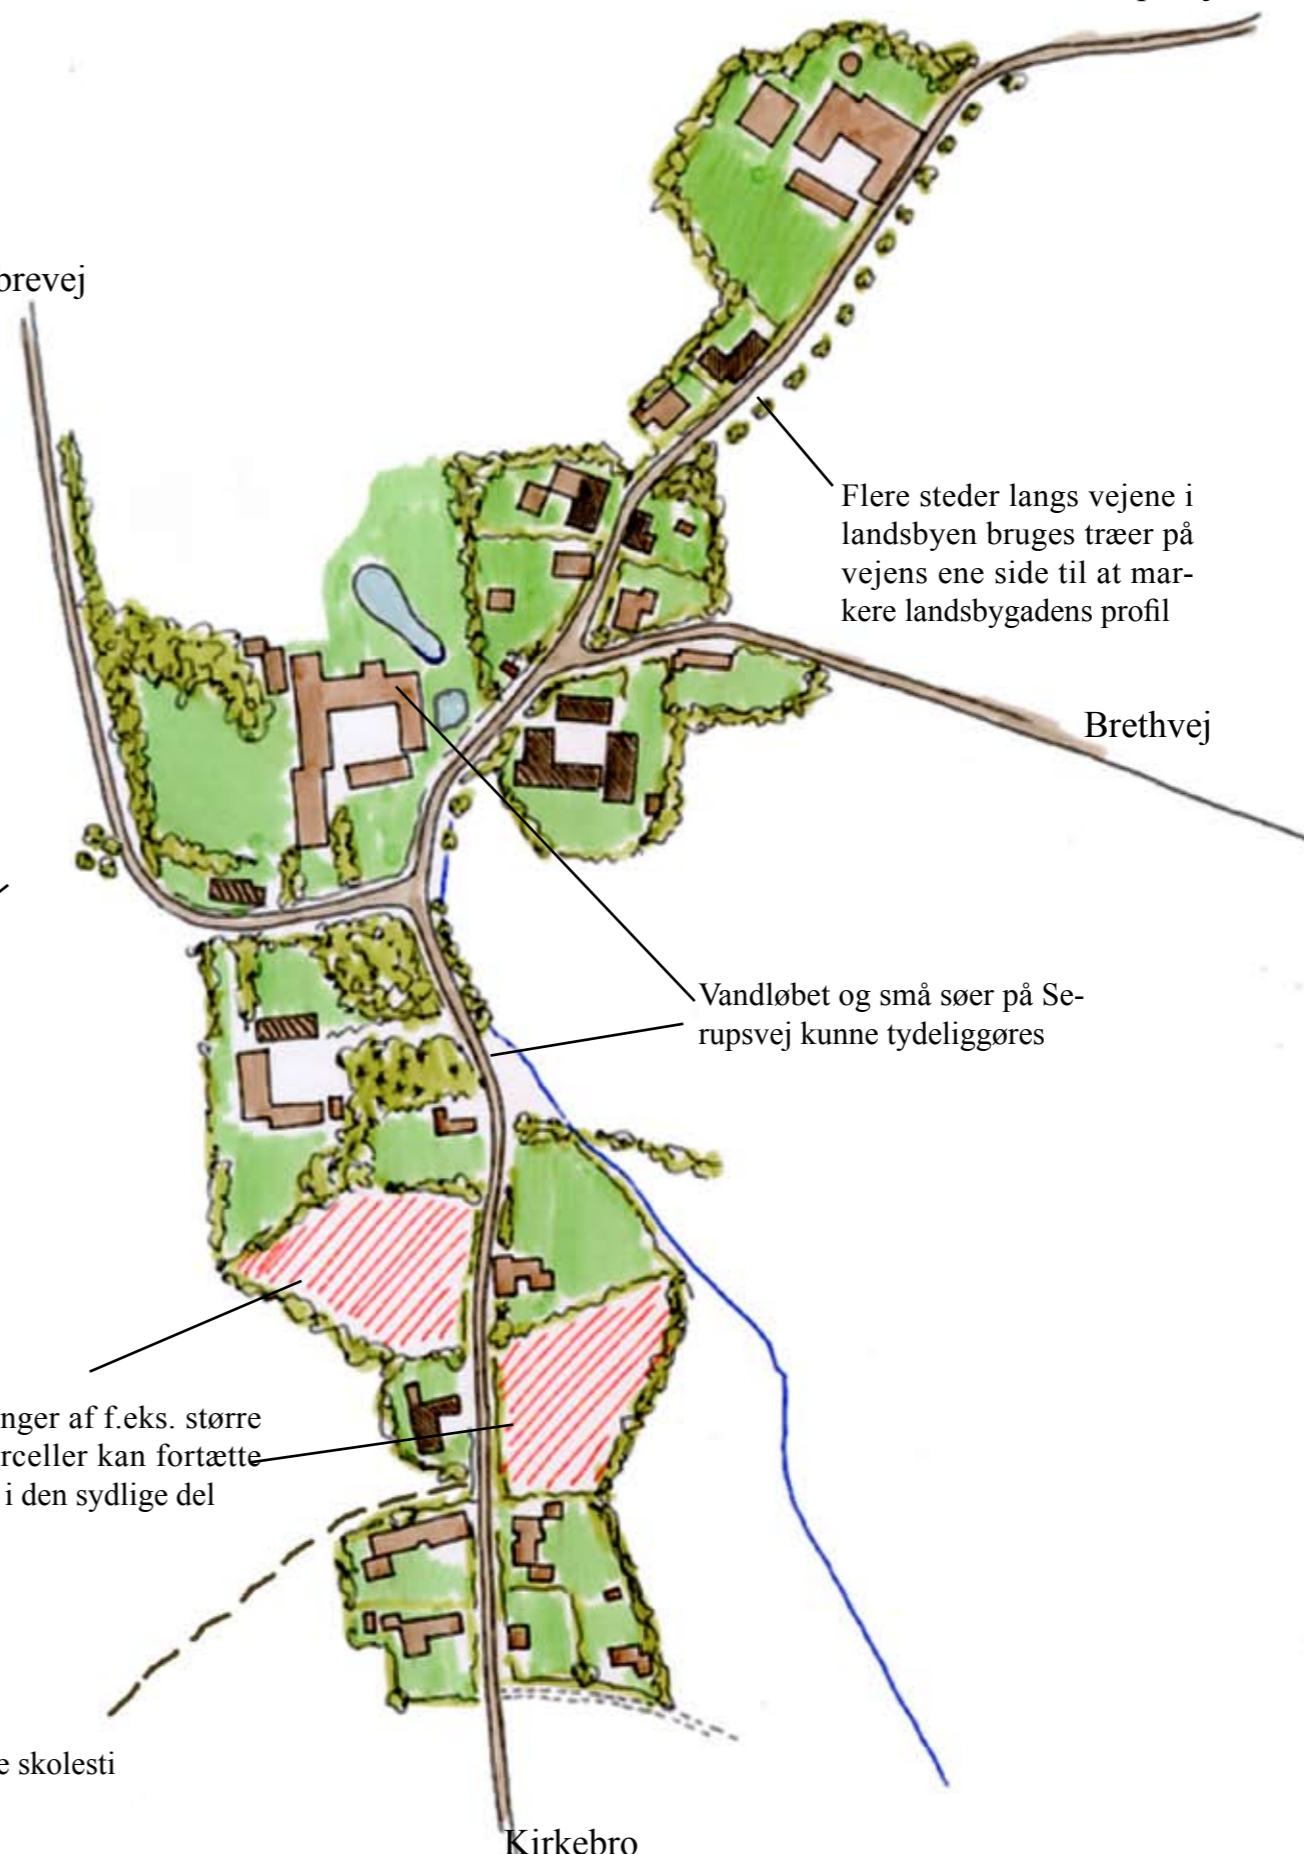 brevej
Flere steder langs vejene i
landsbyen bruges træer på
vejens ene side til at mar-
kere landsbygadens profil
Brethvej
Vandløbet og små søer på Se-
rupsvej kunne tydeliggøres
nger af f.eks. større
rceller kan fortætte
i den sydlige del
e skolesti
Kirkebro